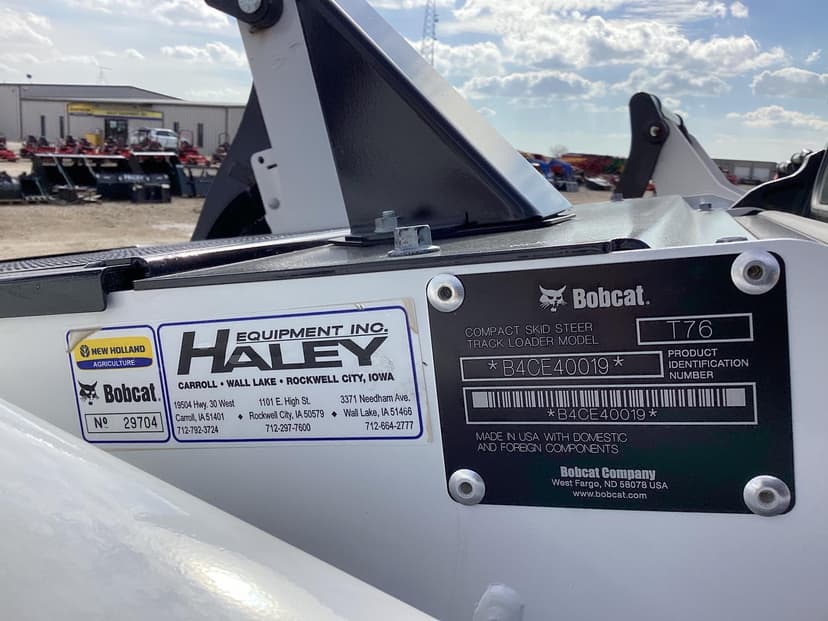 NEW HOLLAND
AGRICULTURE
Bobcat®
Nº 29704
EQUIPMENT INC.
HALEY
CARROLL • WALL LAKE • ROCKWELL CITY, IOWA
19504 Hwy. 30 West
Carroll, IA 51401
712-792-3724
1101 E. High St.
Rockwell City, IA 50579
712-297-7600
3371 Needham Ave.
Wall Lake, IA 51466
712-664-2777
Bobcat®
COMPACT SKID STEER
TRACK LOADER MODEL
T76
*B4CE40019*
PRODUCT
IDENTIFICATION
NUMBER
*B4CE40019*
MADE IN USA WITH DOMESTIC
AND FOREIGN COMPONENTS
Bobcat Company
West Fargo, ND 58078 USA
www.bobcat.com